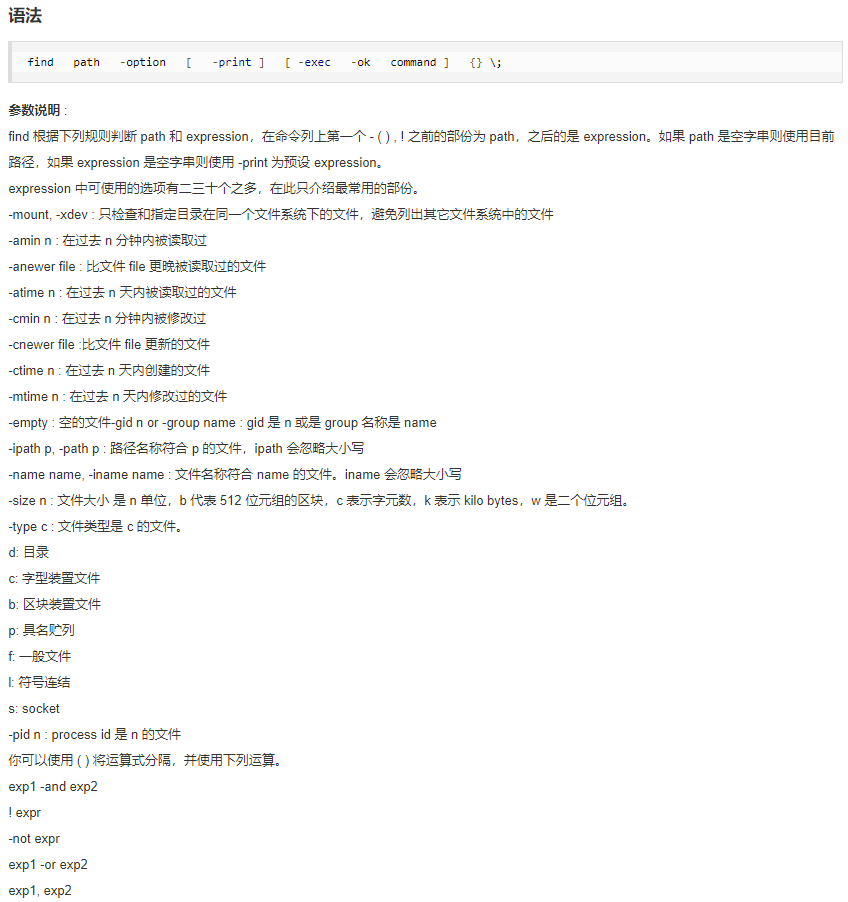 语法
find path -option [ -print ] [ -exec -ok command ] {} \;
参数说明 :
find 根据下列规则判断 path 和 expression，在命令列上第一个 - ( ) , ! 之前的部份为 path，之后的是 expression。如果 path 是空字串则使用目前
路径，如果 expression 是空字串则使用 -print 为预设 expression。
expression 中可使用的选项有二三十个之多，在此只介绍最常用的部份。
-mount, -xdev : 只检查和指定目录在同一个文件系统下的文件，避免列出其它文件系统中的文件
-amin n : 在过去 n 分钟内被读取过
-anewer file : 比文件 file 更晚被读取过的文件
-atime n : 在过去 n 天内被读取过的文件
-cmin n : 在过去 n 分钟内被修改过
-cnewer file :比文件 file 更新的文件
-ctime n : 在过去 n 天内创建的文件
-mtime n : 在过去 n 天内修改过的文件
-empty : 空的文件-gid n or -group name : gid 是 n 或是 group 名称是 name
-ipath p, -path p : 路径名称符合 p 的文件，ipath 会忽略大小写
-name name, -iname name : 文件名称符合 name 的文件。iname 会忽略大小写
-size n : 文件大小 是 n 单位，b 代表 512 位元组的区块，c 表示字元数，k 表示 kilo bytes，w 是二个位元组。
-type c : 文件类型是 c 的文件。
d: 目录
c: 字型装置文件
b: 区块装置文件
p: 具名贮列
f: 一般文件
l: 符号连结
s: socket
-pid n : process id 是 n 的文件
你可以使用 ( ) 将运算式分隔，并使用下列运算。
exp1 -and exp2
! expr
-not expr
exp1 -or exp2
exp1, exp2